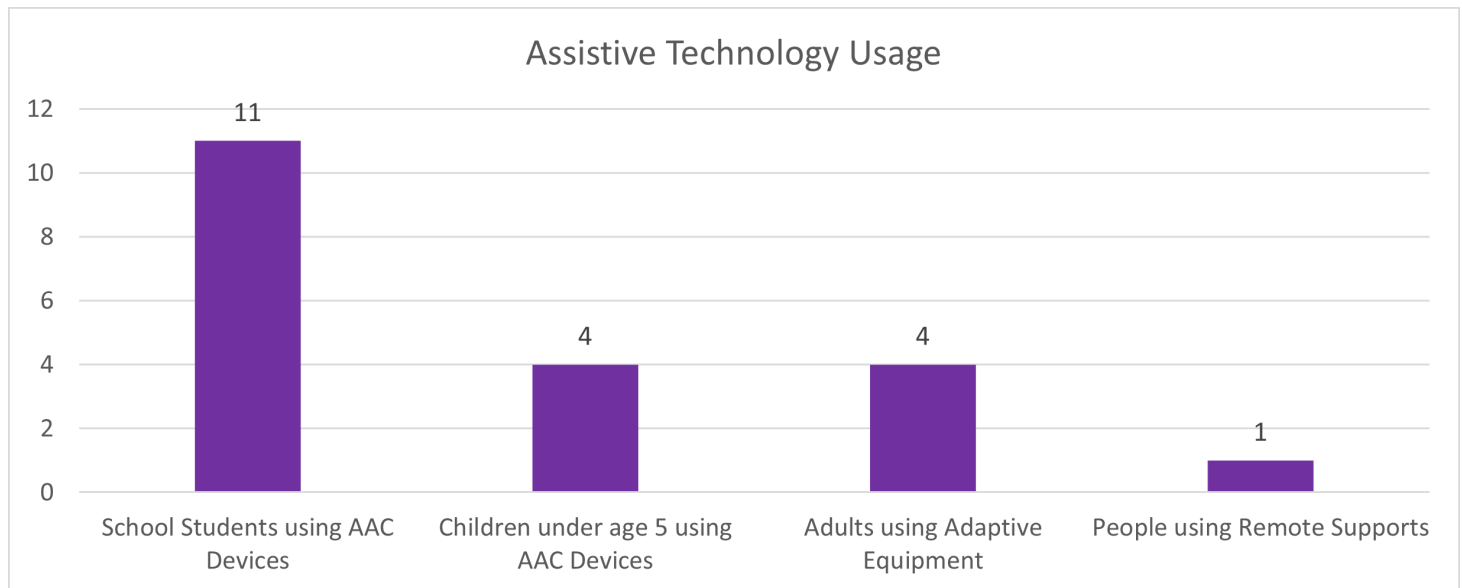 Assistive Technology Usage
12
10
8
6
4
2
0
11
4
4
1
School Students using AAC
Devices
Children under age 5 using
AAC Devices
Adults using Adaptive
Equipment
People using Remote Supports